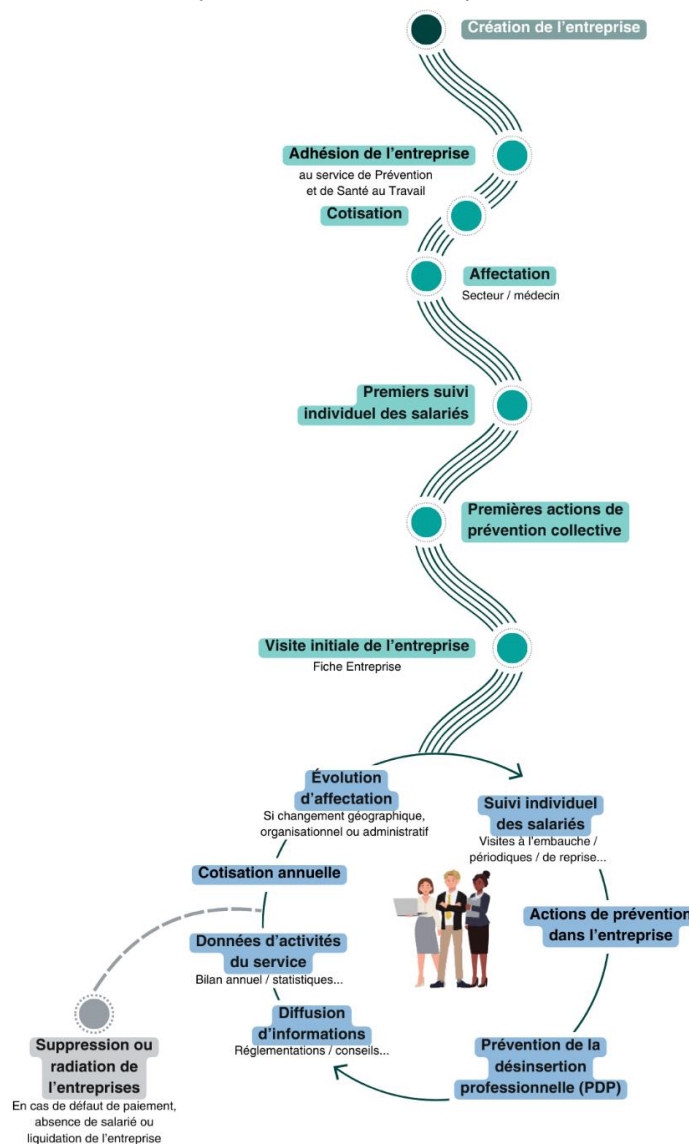 Création de l'entreprise
Adhésion de l'entreprise
au service de Prévention
et de Santé au Travail
Cotisation
Affectation
Secteur / médecin
Premiers suivi
individuel des salariés
Premières actions de
prévention collective
Visite initiale de l'entreprise
Fiche Entreprise
Évolution
d'affectation
Si changement géographique,
organisationnel ou administratif
Suivi individuel
des salariés
Visites à l'embauche /
périodiques / de reprise...
Cotisation annuelle
Actions de prévention
dans l'entreprise
Données d'activités
du service
Bilan annuel / statistiques...
Diffusion
d'informations
Réglementations / conseils...
Prévention de la
désinsertion
professionnelle (PDP)
Suppression ou
radiation de
l'entreprises
En cas de défaut de paiement,
absence de salarié ou
liquidation de l'entreprise